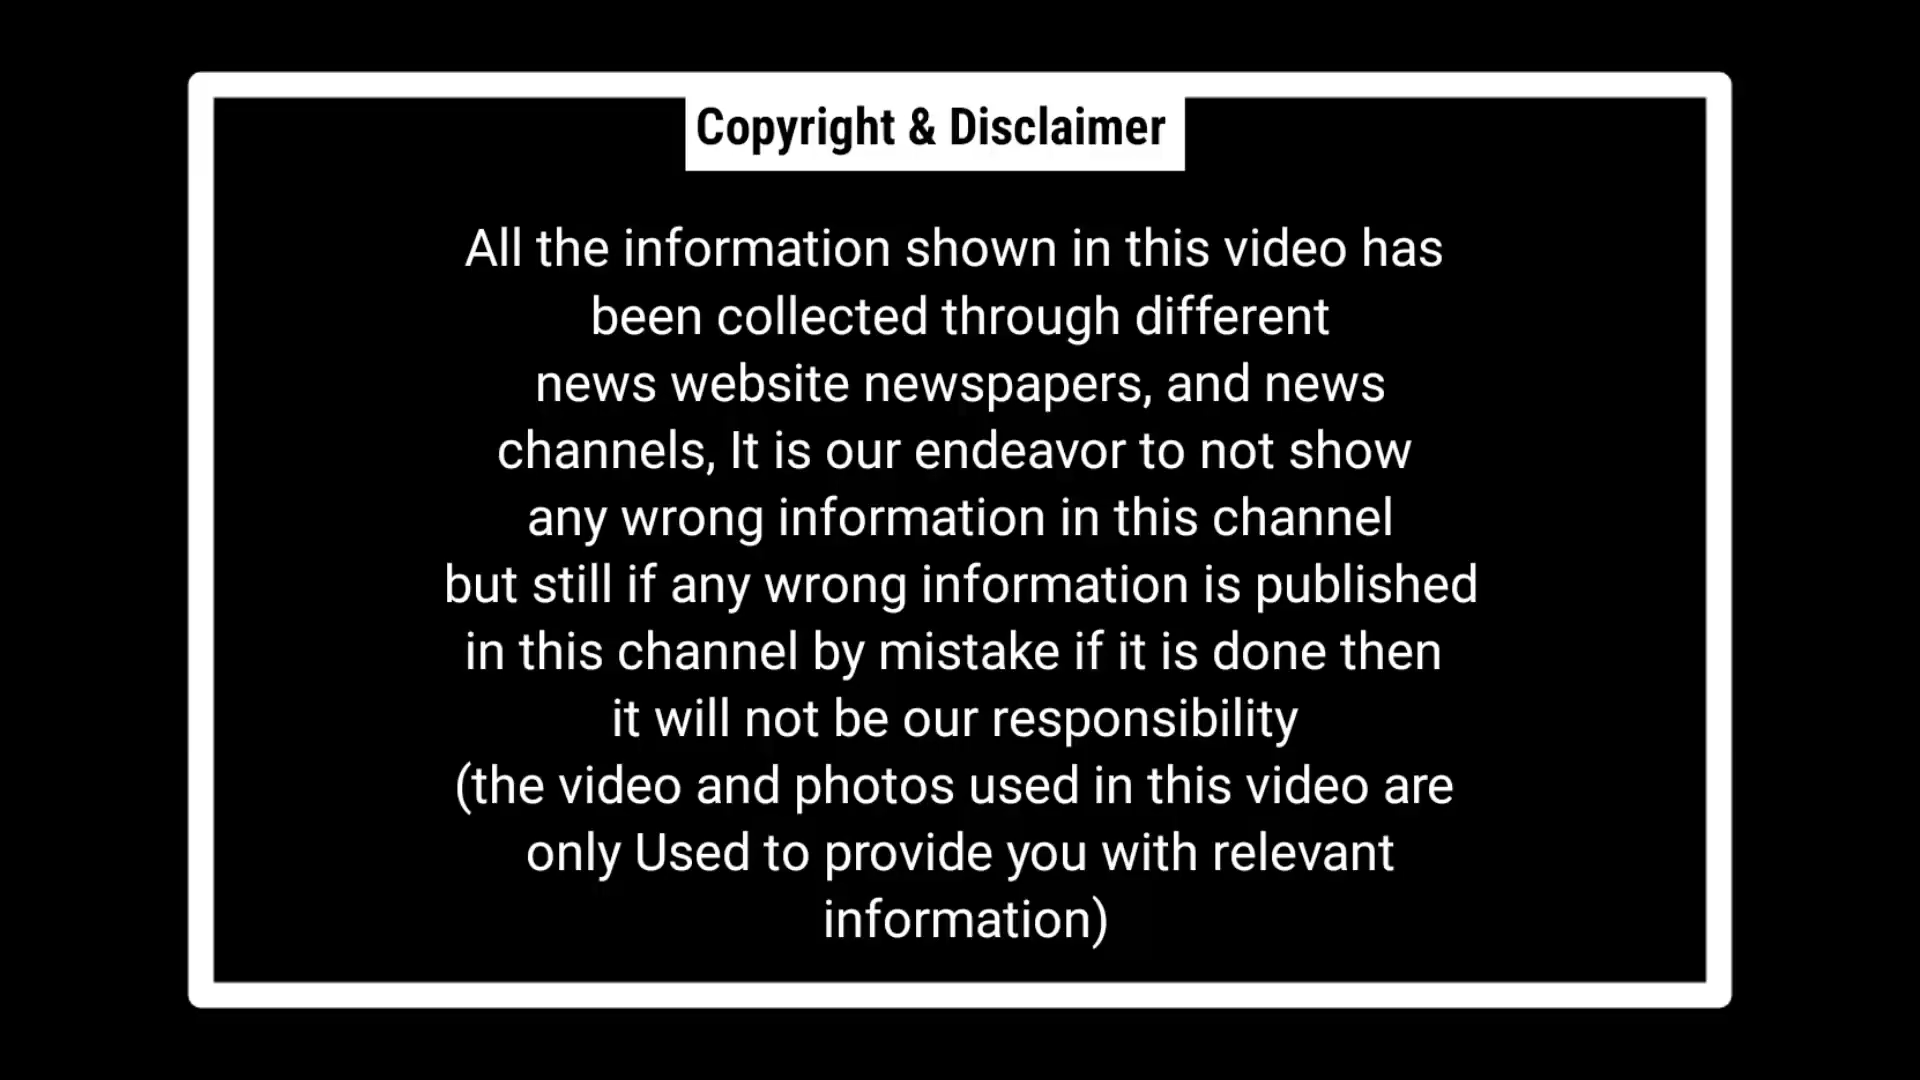 Copyright & Disclaimer
All the information shown in this video has
been collected through different
news website newspapers, and news
channels, It is our endeavor to not show
any wrong information in this channel
but still if any wrong information is published
in this channel by mistake if it is done then
it will not be our responsibility
(the video and photos used in this video are
only Used to provide you with relevant
information)